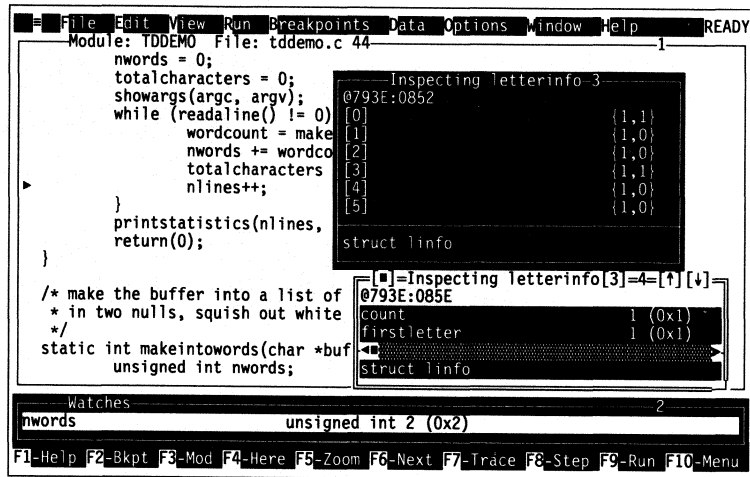 ≡ File Edit View Run Breakpoints Data Options Window Help READY
Module: TDDEMO File: tddemo.c 44 1
nwords = 0;
totalcharacters = 0;
showargs(argc, argv);
while (readaline() != 0)
wordcount = make
nwords += wordco
totalcharacters
nlines++;
}
printstatistics(nlines,
return(0);
}
/* make the buffer into a list of
* in two nulls, squish out white
*/
static int makeintowords(char *buf
unsigned int nwords;
Inspecting letterinfo 3
@793E:0852
[0] {1,1}
[1] {1,0}
[2] {1,0}
[3] {1,1}
[4] {1,0}
[5] {1,0}
struct linfo
[■]=Inspecting letterinfo[3]=4=[↑][↓]
@793E:085E
count 1 (0x1)
firstletter 1 (0x1)
struct linfo
Watches 2
nwords unsigned int 2 (0x2)
F1-Help F2-Bkpt F3-Mod F4-Here F5-Zoom F6-Next F7-Trace F8-Step F9-Run F10-Menu